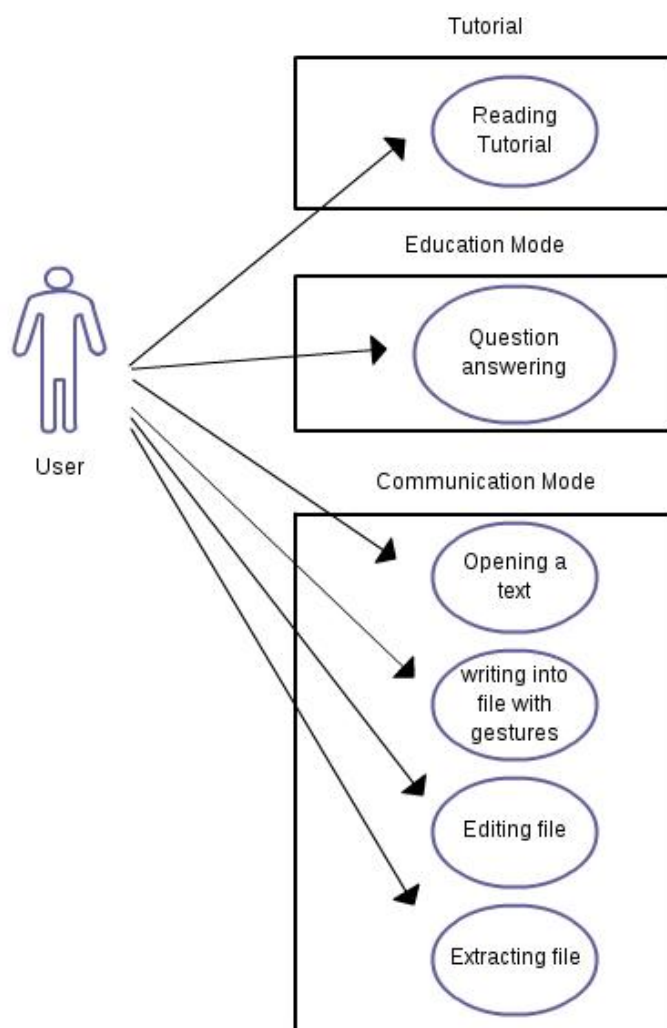 Tutorial
Reading
Tutorial
Education Mode
Question
answering
User
Communication Mode
Opening a
text
writing into
file with
gestures
Editing file
Extracting file